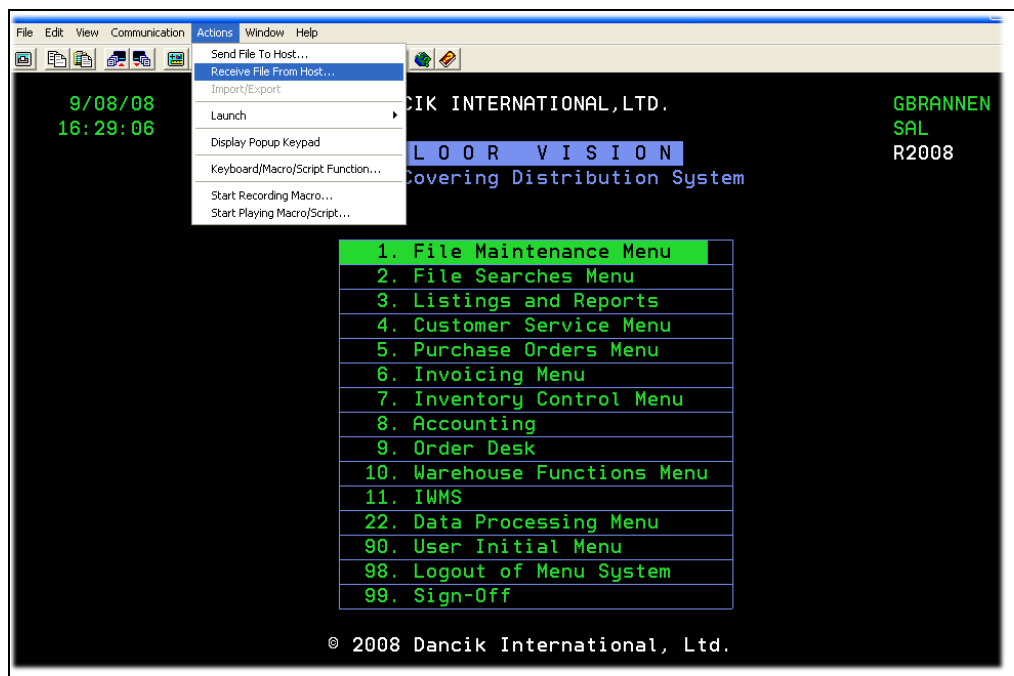 File Edit View Communication Actions Window Help
Send File To Host...
Receive File From Host...
Import/Export
Launch
Display Popup Keypad
Keyboard/Macro/Script Function...
Start Recording Macro...
Start Playing Macro/Script...
9/08/08 CIK INTERNATIONAL,LTD. GBRANNEN
16:29:06 SAL
L O O R V I S I O N R2008
Covering Distribution System
1. File Maintenance Menu
2. File Searches Menu
3. Listings and Reports
4. Customer Service Menu
5. Purchase Orders Menu
6. Invoicing Menu
7. Inventory Control Menu
8. Accounting
9. Order Desk
10. Warehouse Functions Menu
11. IWMS
22. Data Processing Menu
90. User Initial Menu
98. Logout of Menu System
99. Sign-Off
© 2008 Dancik International, Ltd.